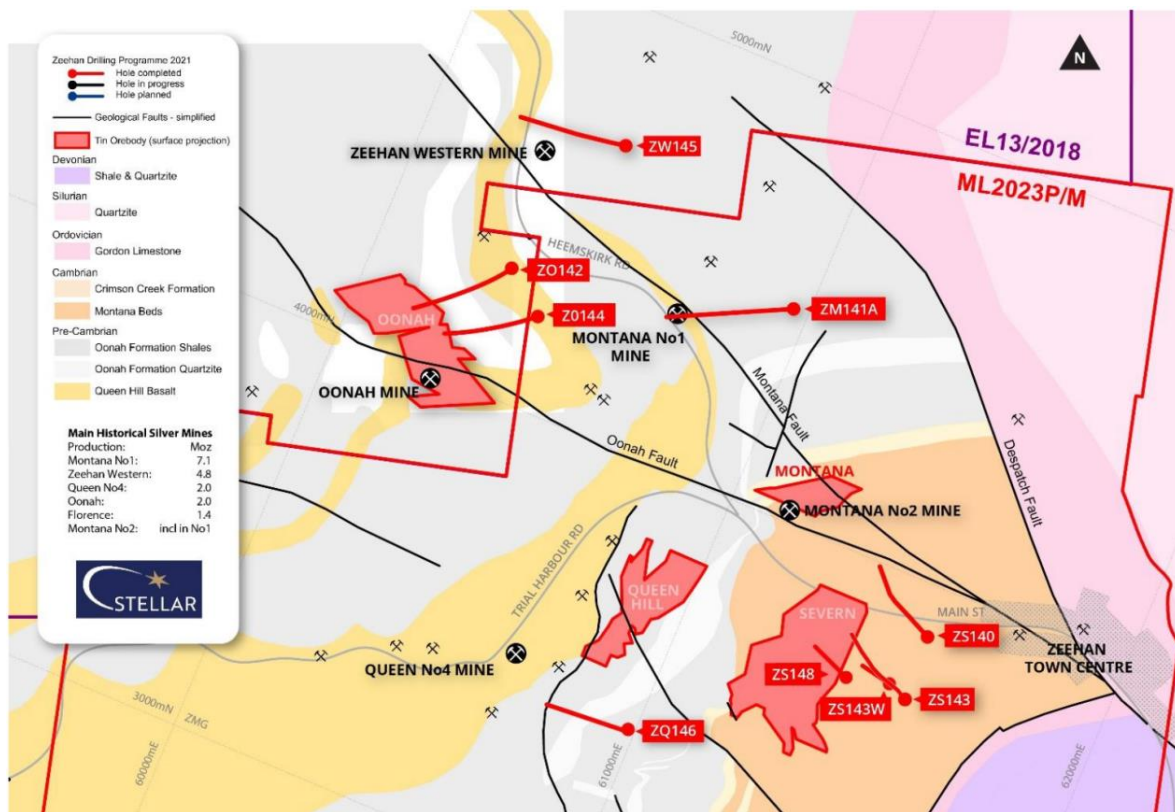 Zeehan Drilling Programme 2021
Hole completed
Hole in progress
Hole planned
Geological Faults - simplified
Tin Orebody (surface projection)
Devonian
Shale & Quartzite
Silurian
Quartzite
Ordovician
Gordon Limestone
Cambrian
Crimson Creek Formation
Montana Beds
Pre-Cambrian
Oonah Formation Shales
Oonah Formation Quartzite
Queen Hill Basalt
Main Historical Silver Mines
Production: Moz
Montana No1: 7.1
Zeehan Western: 4.8
Queen No4: 2.0
Oonah: 2.0
Florence: 1.4
Montana No2: incl in No1
STELLAR
5000mN
N
ZEEHAN WESTERN MINE
ZW145
EL13/2018
ML2023P/M
HEEMSKIRK RD
ZO142
4000mN
OONAH
Z0144
ZM141A
MONTANA No1
MINE
OONAH MINE
Montana Fault
Oonah Fault
Despatch Fault
MONTANA
MONTANA No2 MINE
TRIAL HARBOUR RD
QUEEN
HILL
SEVERN
MAIN ST
ZS140
ZEEHAN
TOWN CENTRE
QUEEN No4 MINE
ZS148
ZS143W
ZS143
3000mN ZMG
ZQ146
60000mE
61000mE
62000mE